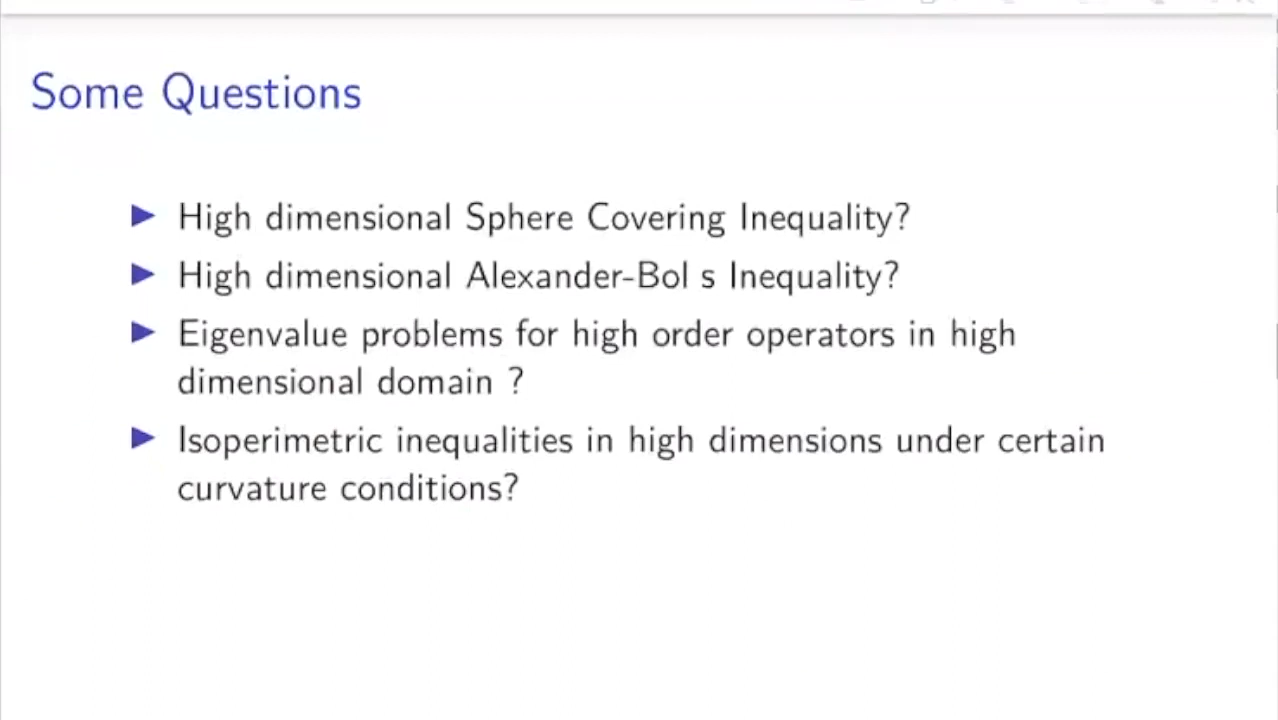 Some Questions
High dimensional Sphere Covering Inequality?
High dimensional Alexander-Bol s Inequality?
Eigenvalue problems for high order operators in high
dimensional domain ?
Isoperimetric inequalities in high dimensions under certain
curvature conditions?